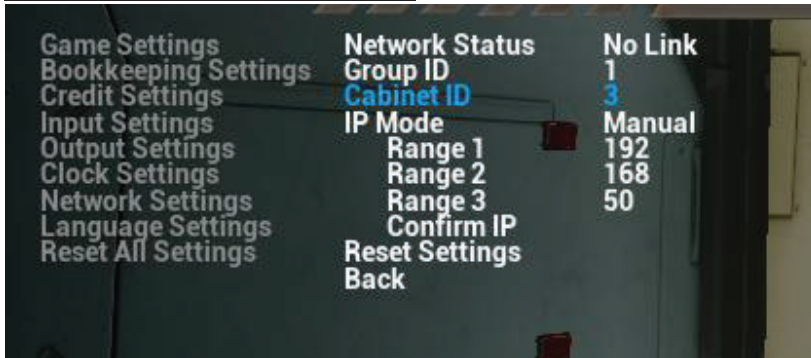 Game Settings
Bookkeeping Settings
Credit Settings
Input Settings
Output Settings
Clock Settings
Network Settings
Language Settings
Reset All Settings
Network Status No Link
Group ID 1
Cabinet ID 3
IP Mode Manual
Range 1 192
Range 2 168
Range 3 50
Confirm IP
Reset Settings
Back